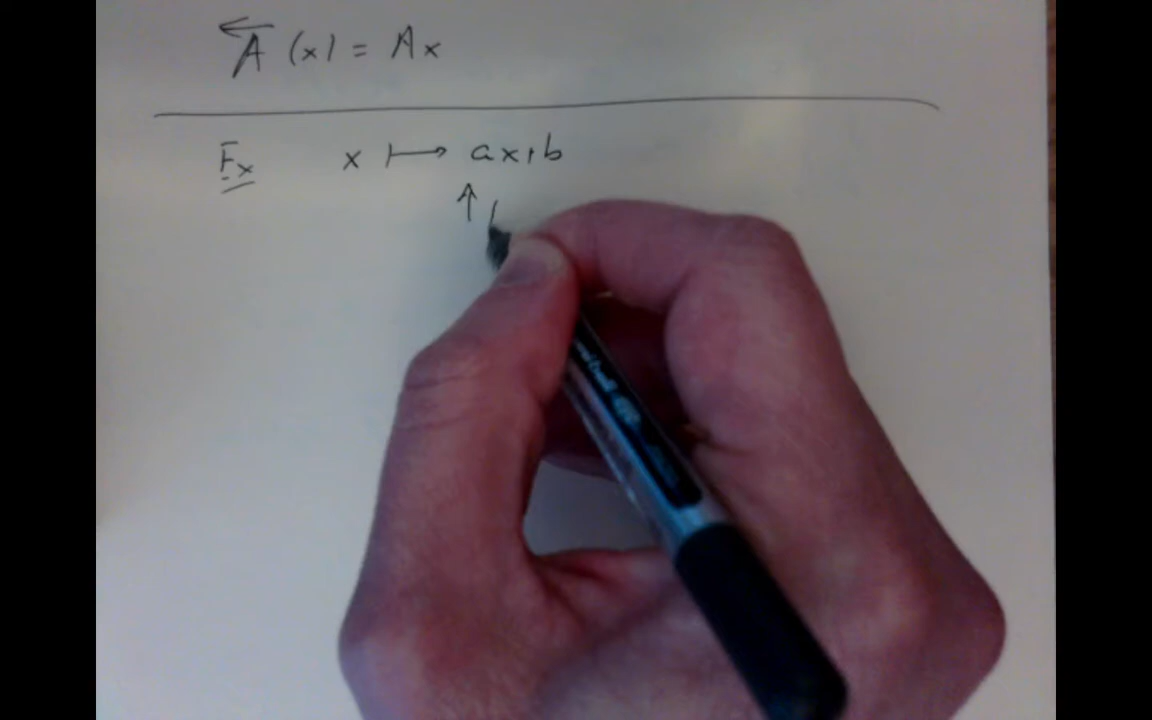 ←A (x) = Ax
Ex x ↦ ax+b
↑